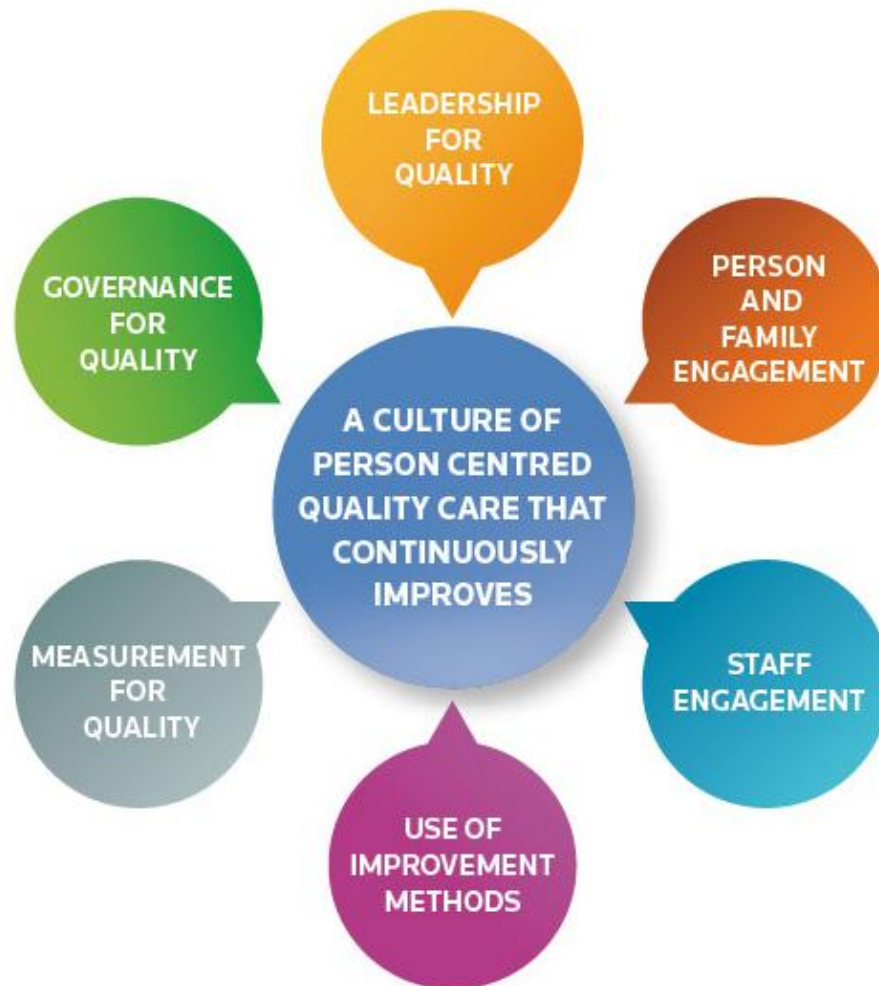 LEADERSHIP
FOR
QUALITY
PERSON
AND
FAMILY
ENGAGEMENT
GOVERNANCE
FOR
QUALITY
A CULTURE OF
PERSON CENTRED
QUALITY CARE THAT
CONTINUOUSLY
IMPROVES
MEASUREMENT
FOR
QUALITY
STAFF
ENGAGEMENT
USE OF
IMPROVEMENT
METHODS